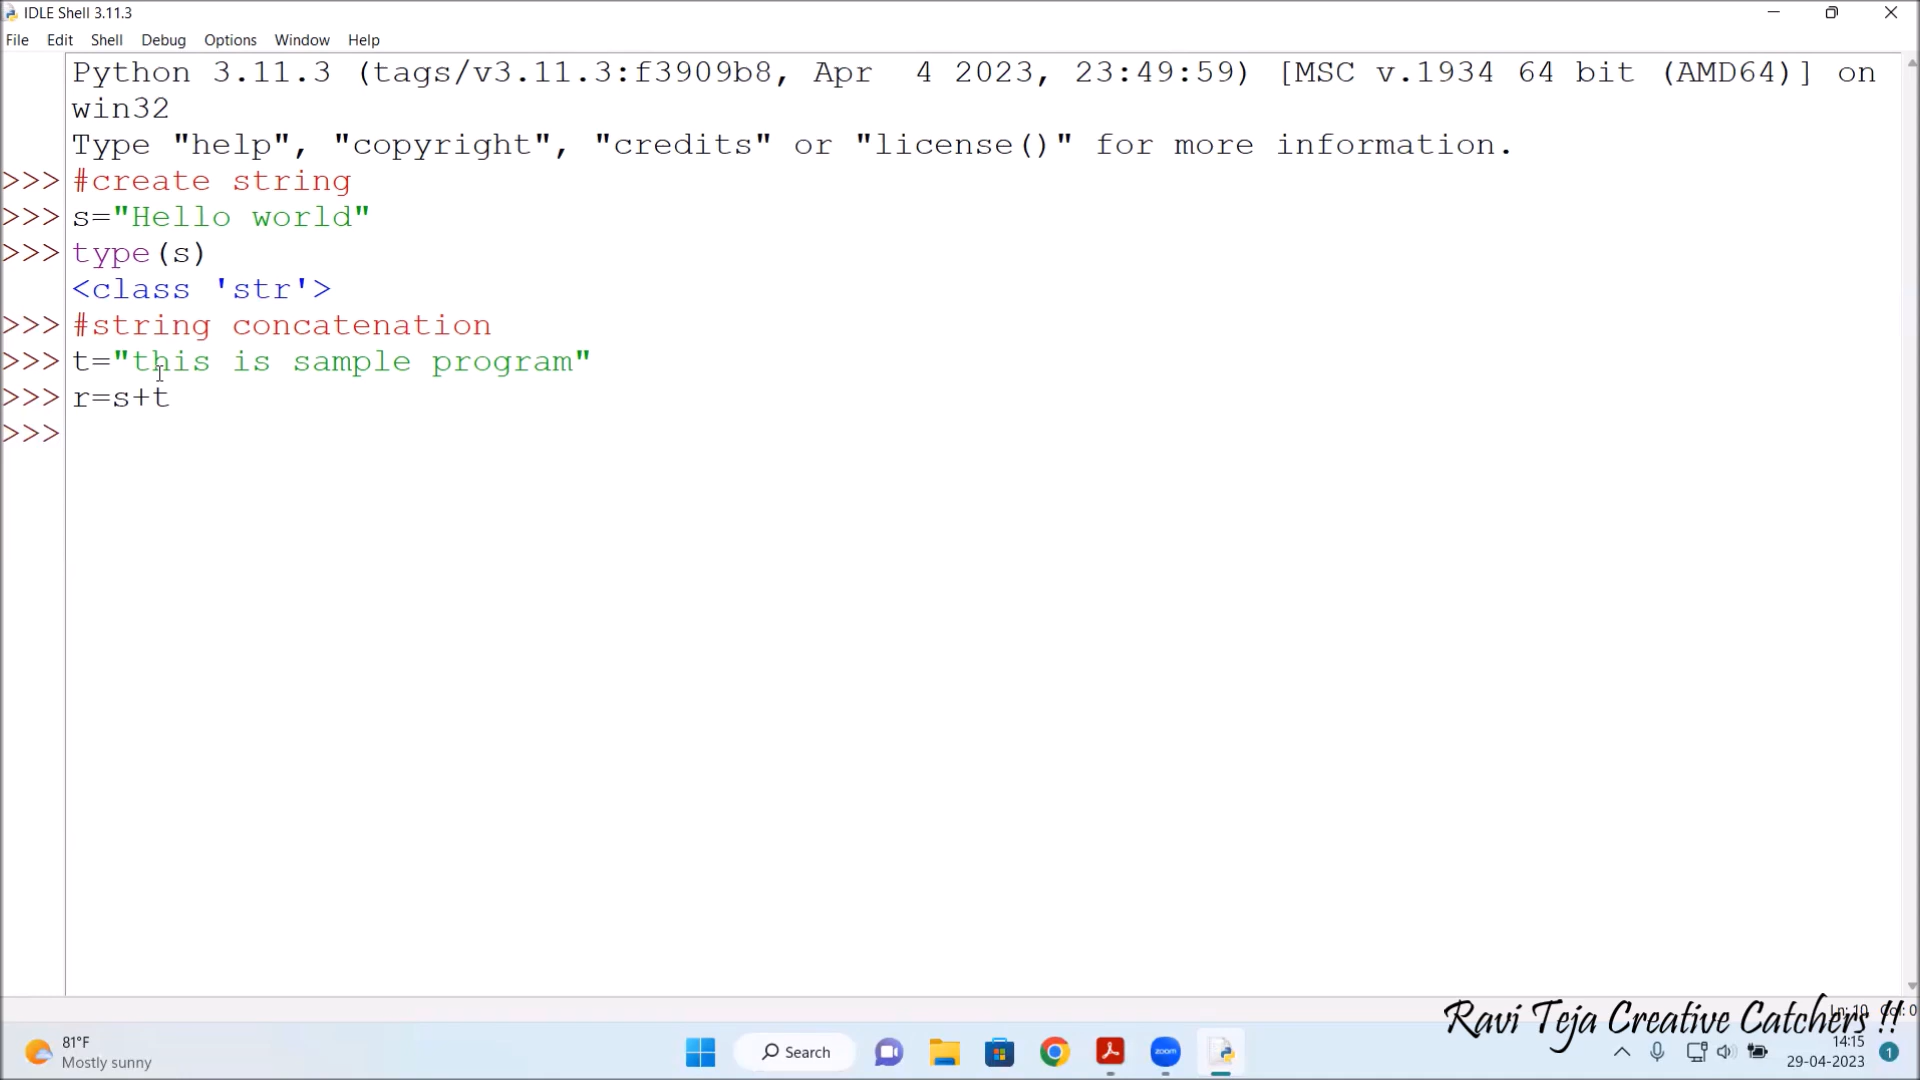 IDLE Shell 3.11.3
File Edit Shell Debug Options Window Help
Python 3.11.3 (tags/v3.11.3:f3909b8, Apr  4 2023, 23:49:59) [MSC v.1934 64 bit (AMD64)] on
win32
Type "help", "copyright", "credits" or "license()" for more information.
>>> #create string
>>> s="Hello world"
>>> type(s)
<class 'str'>
>>> #string concatenation
>>> t="this is sample program"
>>> r=s+t
>>>
Ravi Teja Creative Catchers !!
81°F
Mostly sunny
Search
zoom
14:15
29-04-2023
1